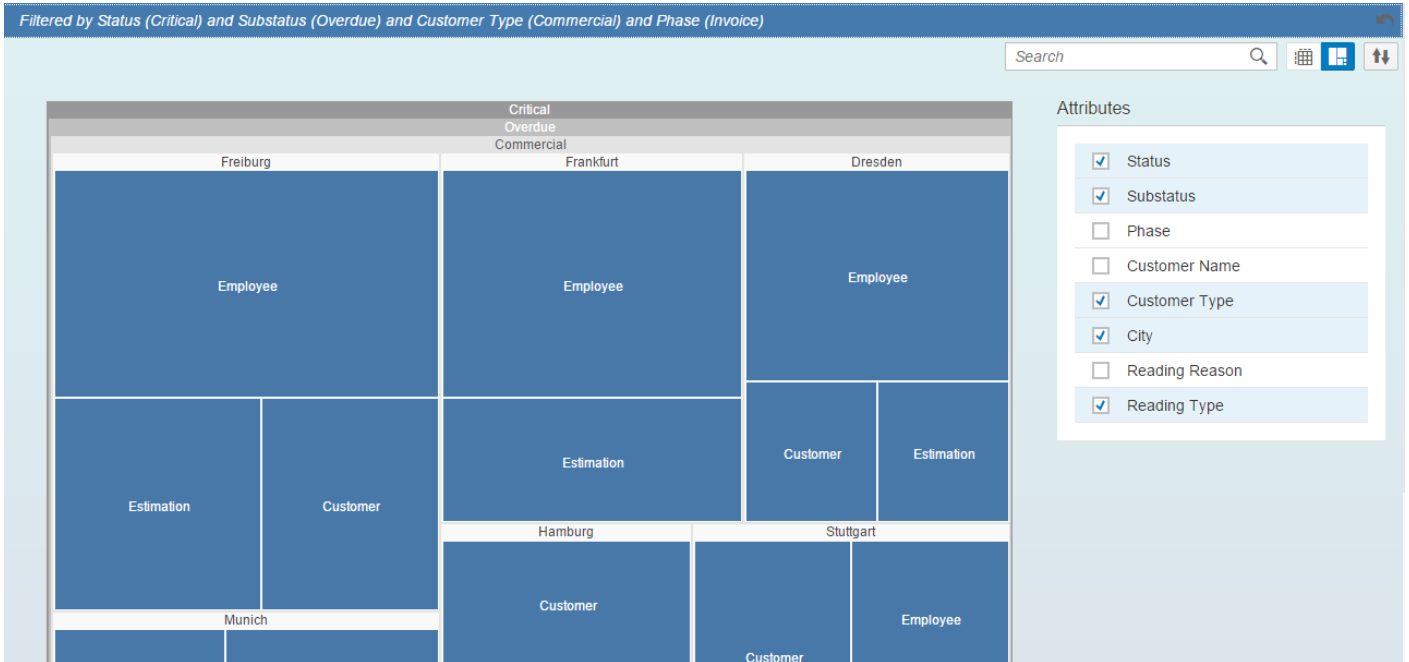 Filtered by Status (Critical) and Substatus (Overdue) and Customer Type (Commercial) and Phase (Invoice)
Search
Critical
Overdue
Commercial
Freiburg
Frankfurt
Dresden
Employee
Employee
Employee
Estimation
Customer
Estimation
Customer
Estimation
Hamburg
Stuttgart
Customer
Customer
Employee
Munich
Attributes
Status
Substatus
Phase
Customer Name
Customer Type
City
Reading Reason
Reading Type